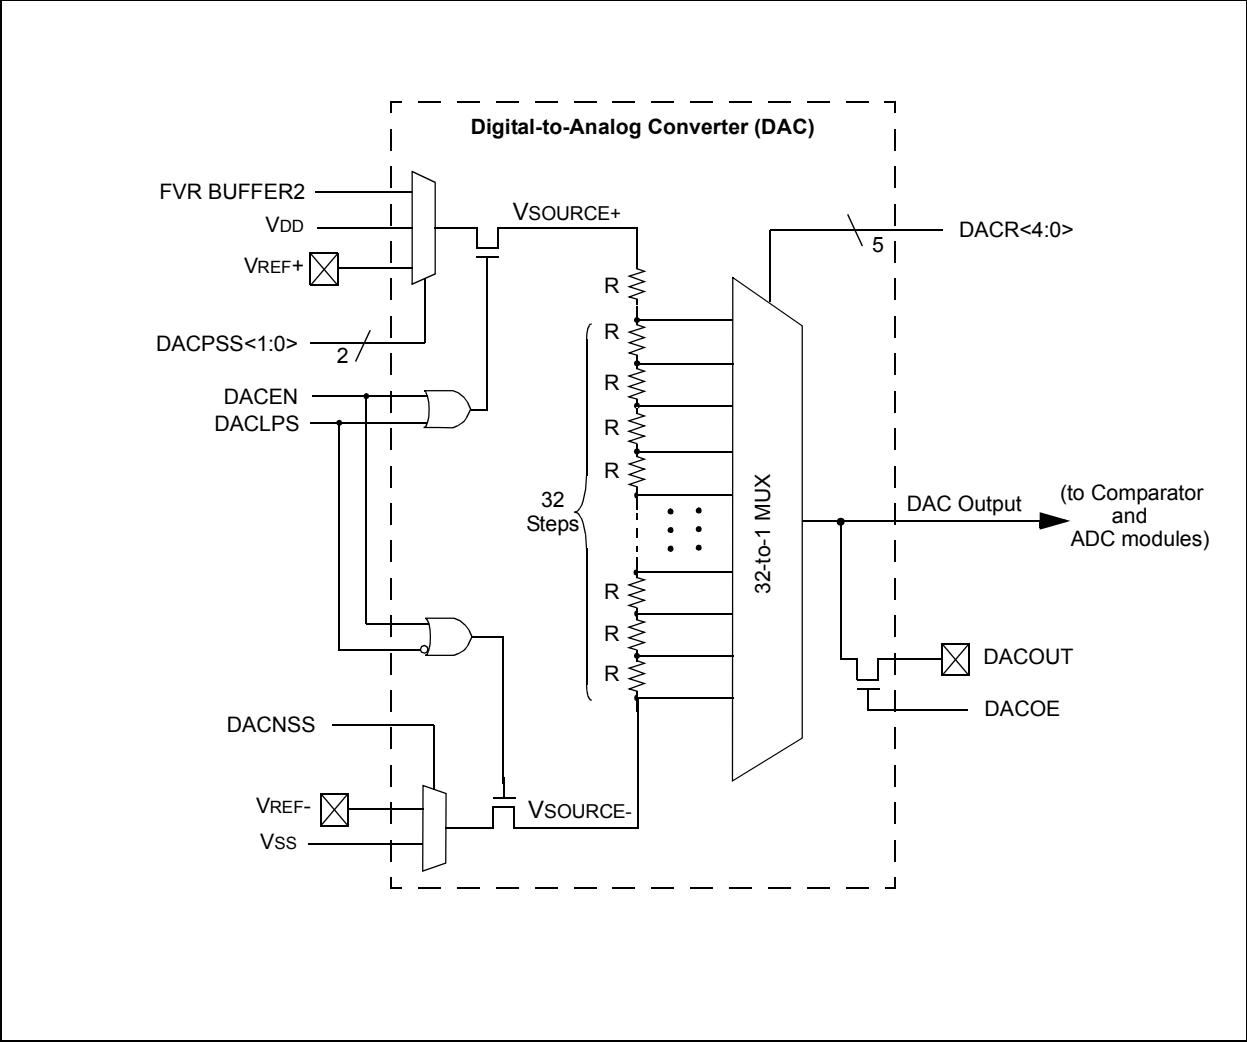 Digital-to-Analog Converter (DAC)
FVR BUFFER2
VDD
VREF+
VSOURCE+
DACR<4:0>
5
R
DACPSS<1:0>
2
R
DACEN
R
DACLPS
R
R
32
Steps
32-to-1 MUX
DAC Output
(to Comparator
and
ADC modules)
R
R
R
DACOUT
DACOE
DACNSS
VREF-
VSOURCE-
VSS